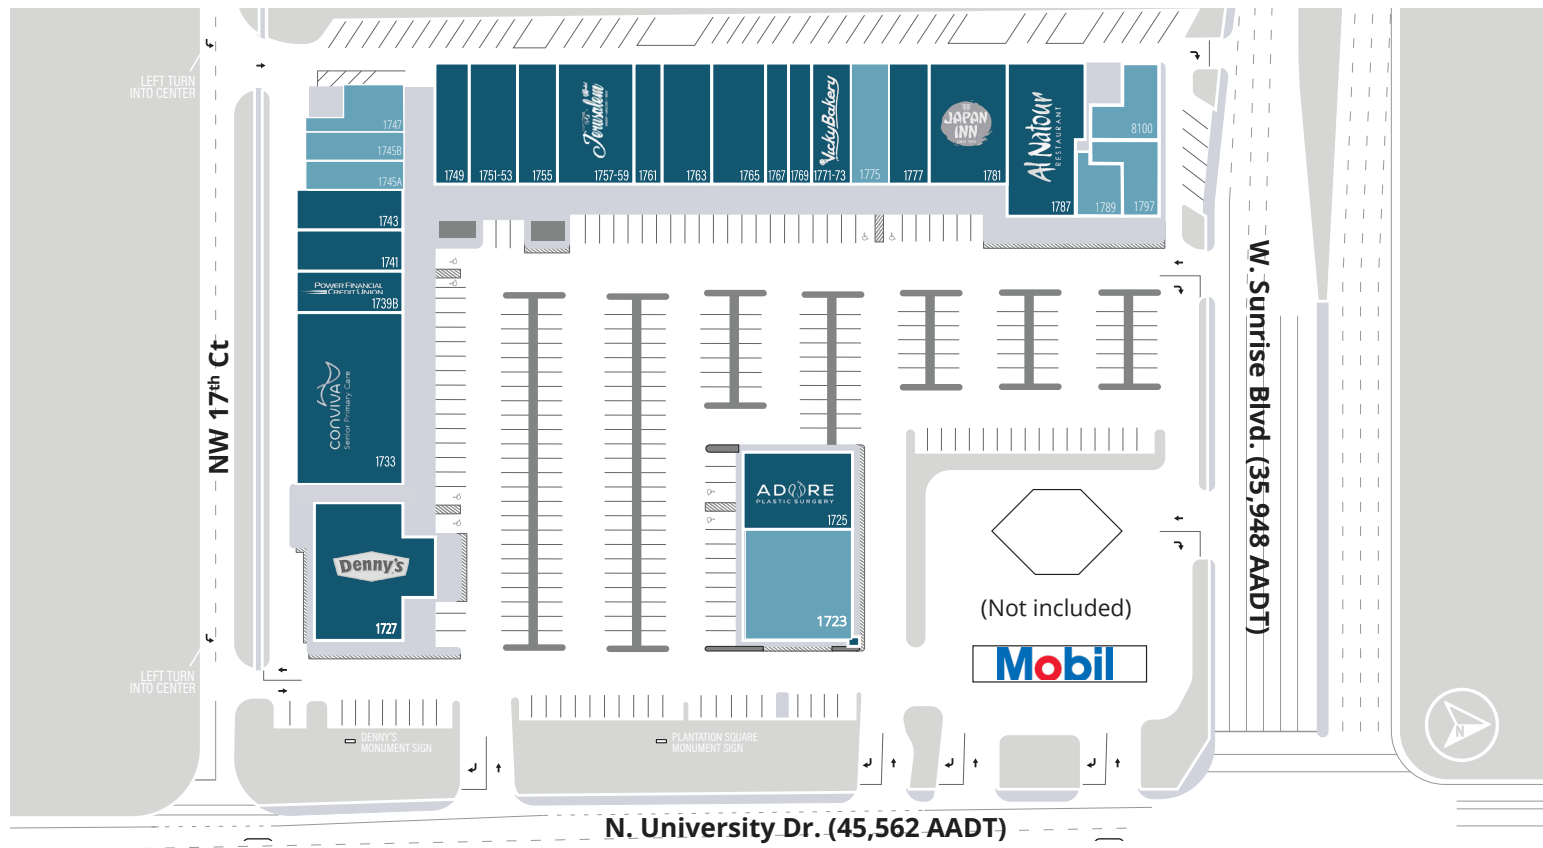 LEFT TURN
INTO CENTER
1747
1745B
1745A
1743
1741
POWER FINANCIAL
CREDIT UNION
1739B
CONVIVA
Senior Primary Care
1733
Denny's
1727
1749
1751-53
1755
Jerusalem
1757-59
1761
1763
1765
1767
1769
Vicky Bakery
1771-73
1775
1777
THE
JAPAN
INN
1781
Al Natour
RESTAURANT
1787
1789
8100
1797
NW 17th Ct
W. Sunrise Blvd. (35,948 AADT)
ADORE
PLASTIC SURGERY
1725
1723
(Not included)
Mobil
LEFT TURN
INTO CENTER
DENNY'S
MONUMENT SIGN
PLANTATION SQUARE
MONUMENT SIGN
N
N. University Dr. (45,562 AADT)